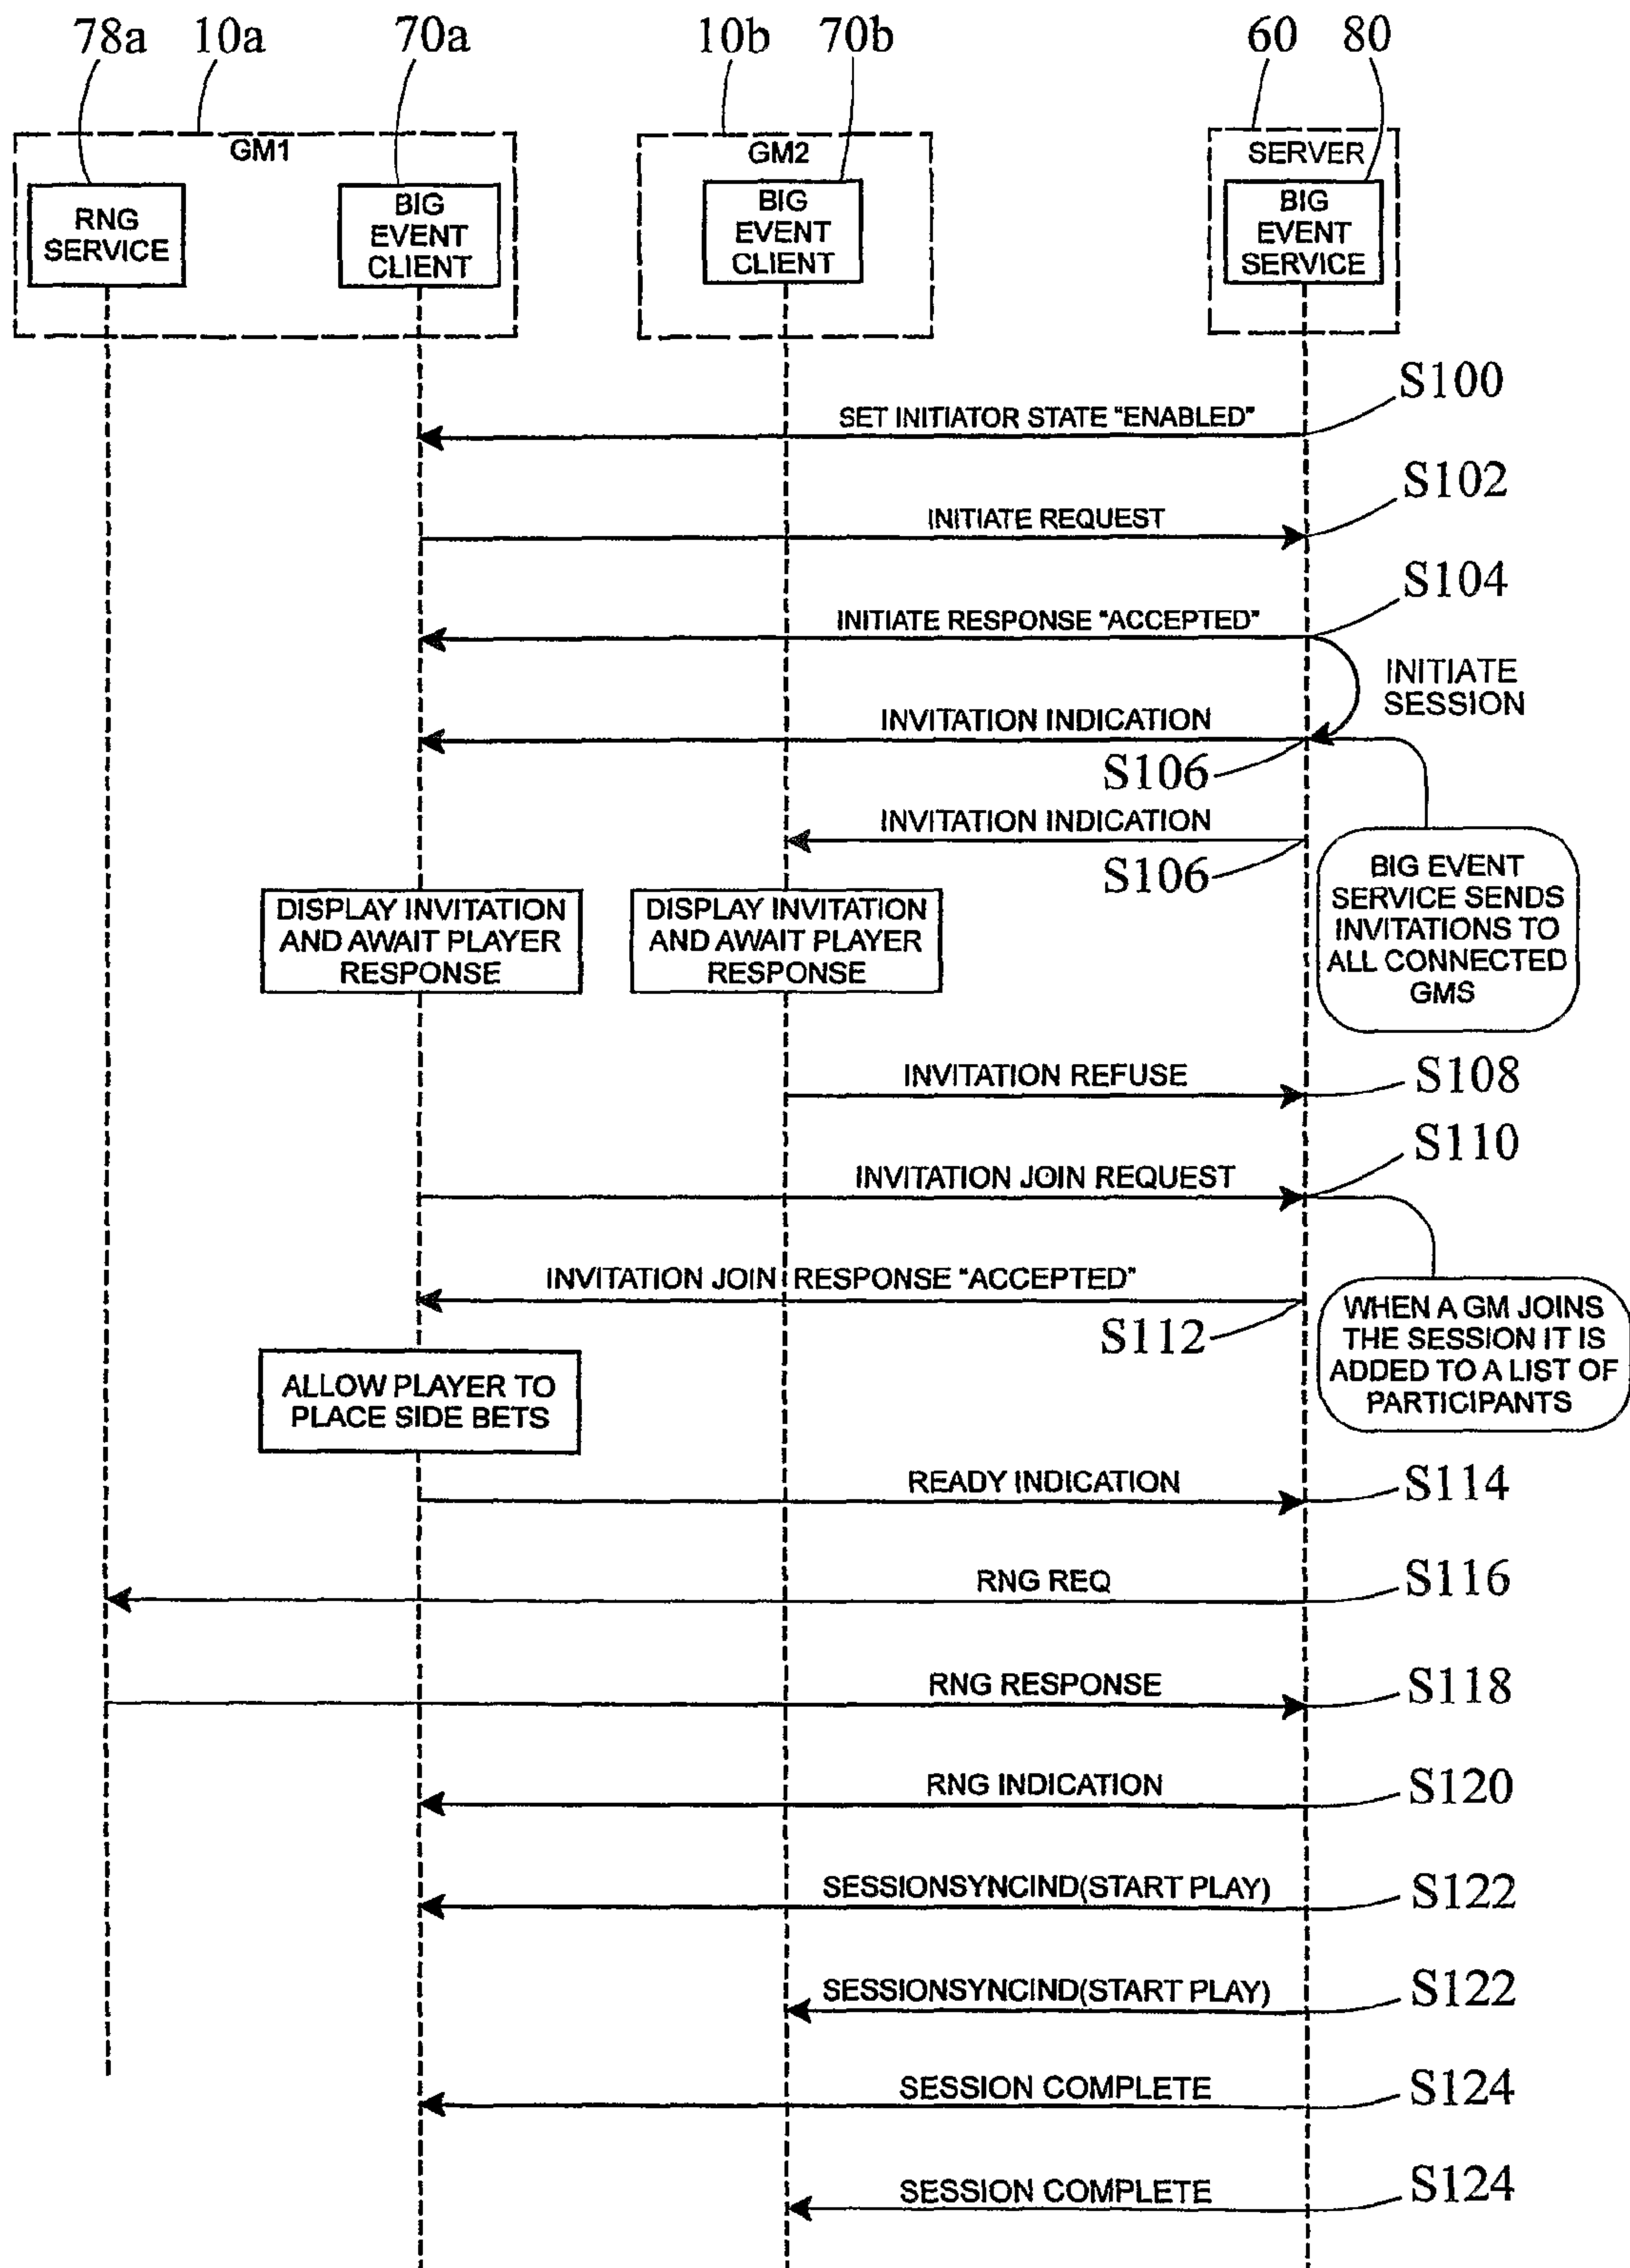 78a 10a 70a 10b 70b 60 80
GM1
GM2
SERVER
RNG
SERVICE
BIG
EVENT
CLIENT
BIG
EVENT
CLIENT
BIG
EVENT
SERVICE
S100
SET INITIATOR STATE "ENABLED"
S102
INITIATE REQUEST
S104
INITIATE RESPONSE "ACCEPTED"
INITIATE
SESSION
INVITATION INDICATION
S106
INVITATION INDICATION
S106
BIG EVENT
SERVICE SENDS
INVITATIONS TO
ALL CONNECTED
GMS
DISPLAY INVITATION
AND AWAIT PLAYER
RESPONSE
DISPLAY INVITATION
AND AWAIT PLAYER
RESPONSE
INVITATION REFUSE
S108
S110
INVITATION JOIN REQUEST
INVITATION JOIN RESPONSE "ACCEPTED"
S112
WHEN A GM JOINS
THE SESSION IT IS
ADDED TO A LIST OF
PARTICIPANTS
ALLOW PLAYER TO
PLACE SIDE BETS
READY INDICATION
S114
RNG REQ
S116
RNG RESPONSE
S118
RNG INDICATION
S120
SESSIONSYNCIND(START PLAY)
S122
SESSIONSYNCIND(START PLAY)
S122
SESSION COMPLETE
S124
SESSION COMPLETE
S124